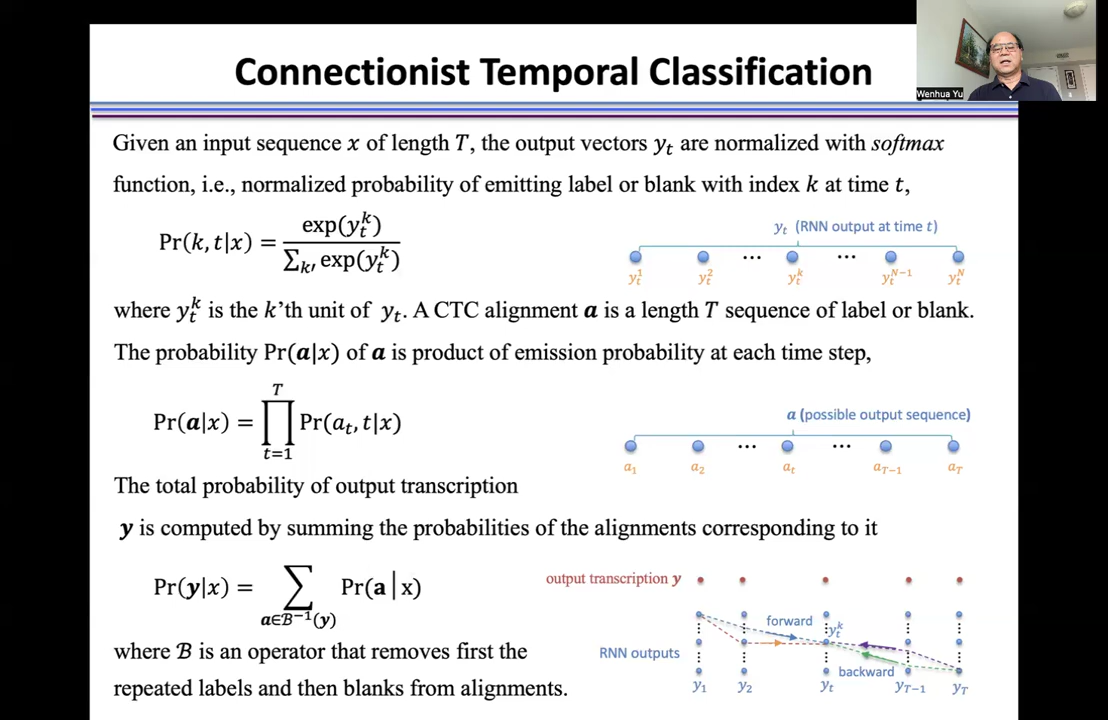 Connectionist Temporal Classification
Wenhua Yu
Given an input sequence x of length T, the output vectors y_t are normalized with softmax
function, i.e., normalized probability of emitting label or blank with index k at time t,
Pr(k, t|x) = exp(y_t^k) / ∑_{k′} exp(y_t^k)
y_t (RNN output at time t)
y_t^1 y_t^2 ... y_t^k ... y_t^{N−1} y_t^N
where y_t^k is the k'th unit of y_t. A CTC alignment a is a length T sequence of label or blank.
The probability Pr(a|x) of a is product of emission probability at each time step,
Pr(a|x) = ∏_{t=1}^{T} Pr(a_t, t|x)
a (possible output sequence)
a_1 a_2 ... a_t ... a_{T−1} a_T
The total probability of output transcription
y is computed by summing the probabilities of the alignments corresponding to it
Pr(y|x) = ∑_{a∈ℬ^{−1}(y)} Pr(a|x)
output transcription y
forward
y_t^k
RNN outputs
backward
y_1 y_2 y_t y_{T−1} y_T
where ℬ is an operator that removes first the
repeated labels and then blanks from alignments.